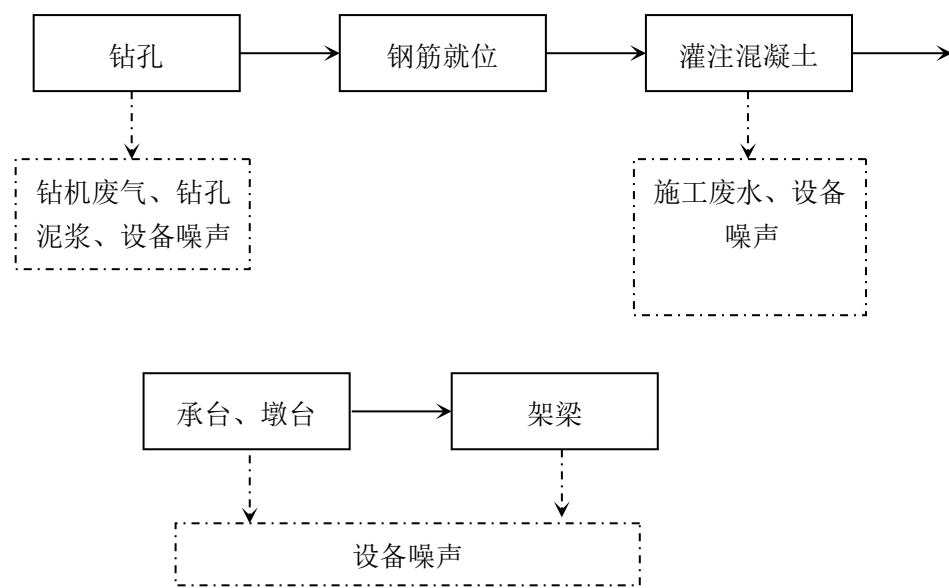 钻孔
钢筋就位
灌注混凝土
钻机废气、钻孔
泥浆、设备噪声
施工废水、设备
噪声
承台、墩台
架梁
设备噪声